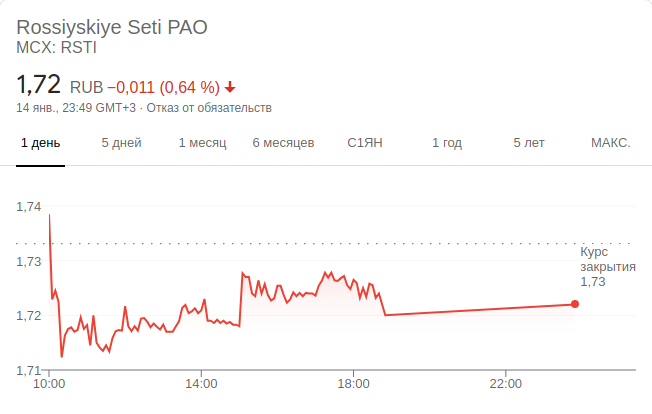 Rossiyskiye Seti PAO
MCX: RSTI
1,72 RUB −0,011 (0,64 %)
14 янв., 23:49 GMT+3 · Отказ от обязательств
1 день 5 дней 1 месяц 6 месяцев С1ЯН 1 год 5 лет МАКС.
1,74
Курс
закрытия
1,73
1,73
1,72
1,71
10:00 14:00 18:00 22:00